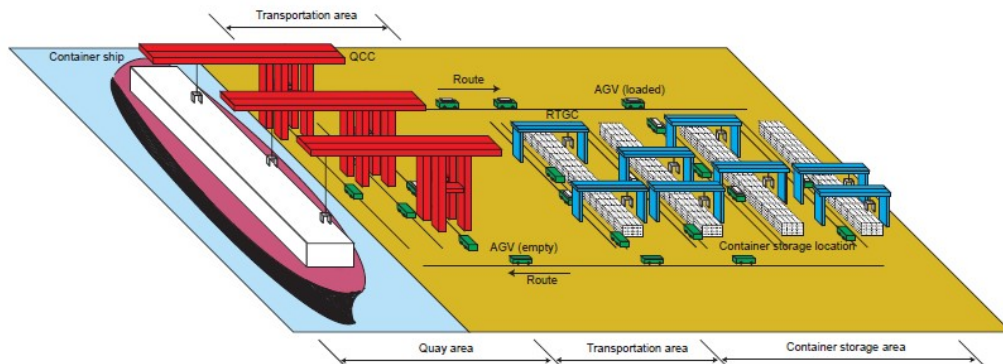 Transportation area
Container ship
QCC
Route
AGV (loaded)
RTGC
AGV (empty)
Container storage location
Route
Quay area
Transportation area
Container storage area